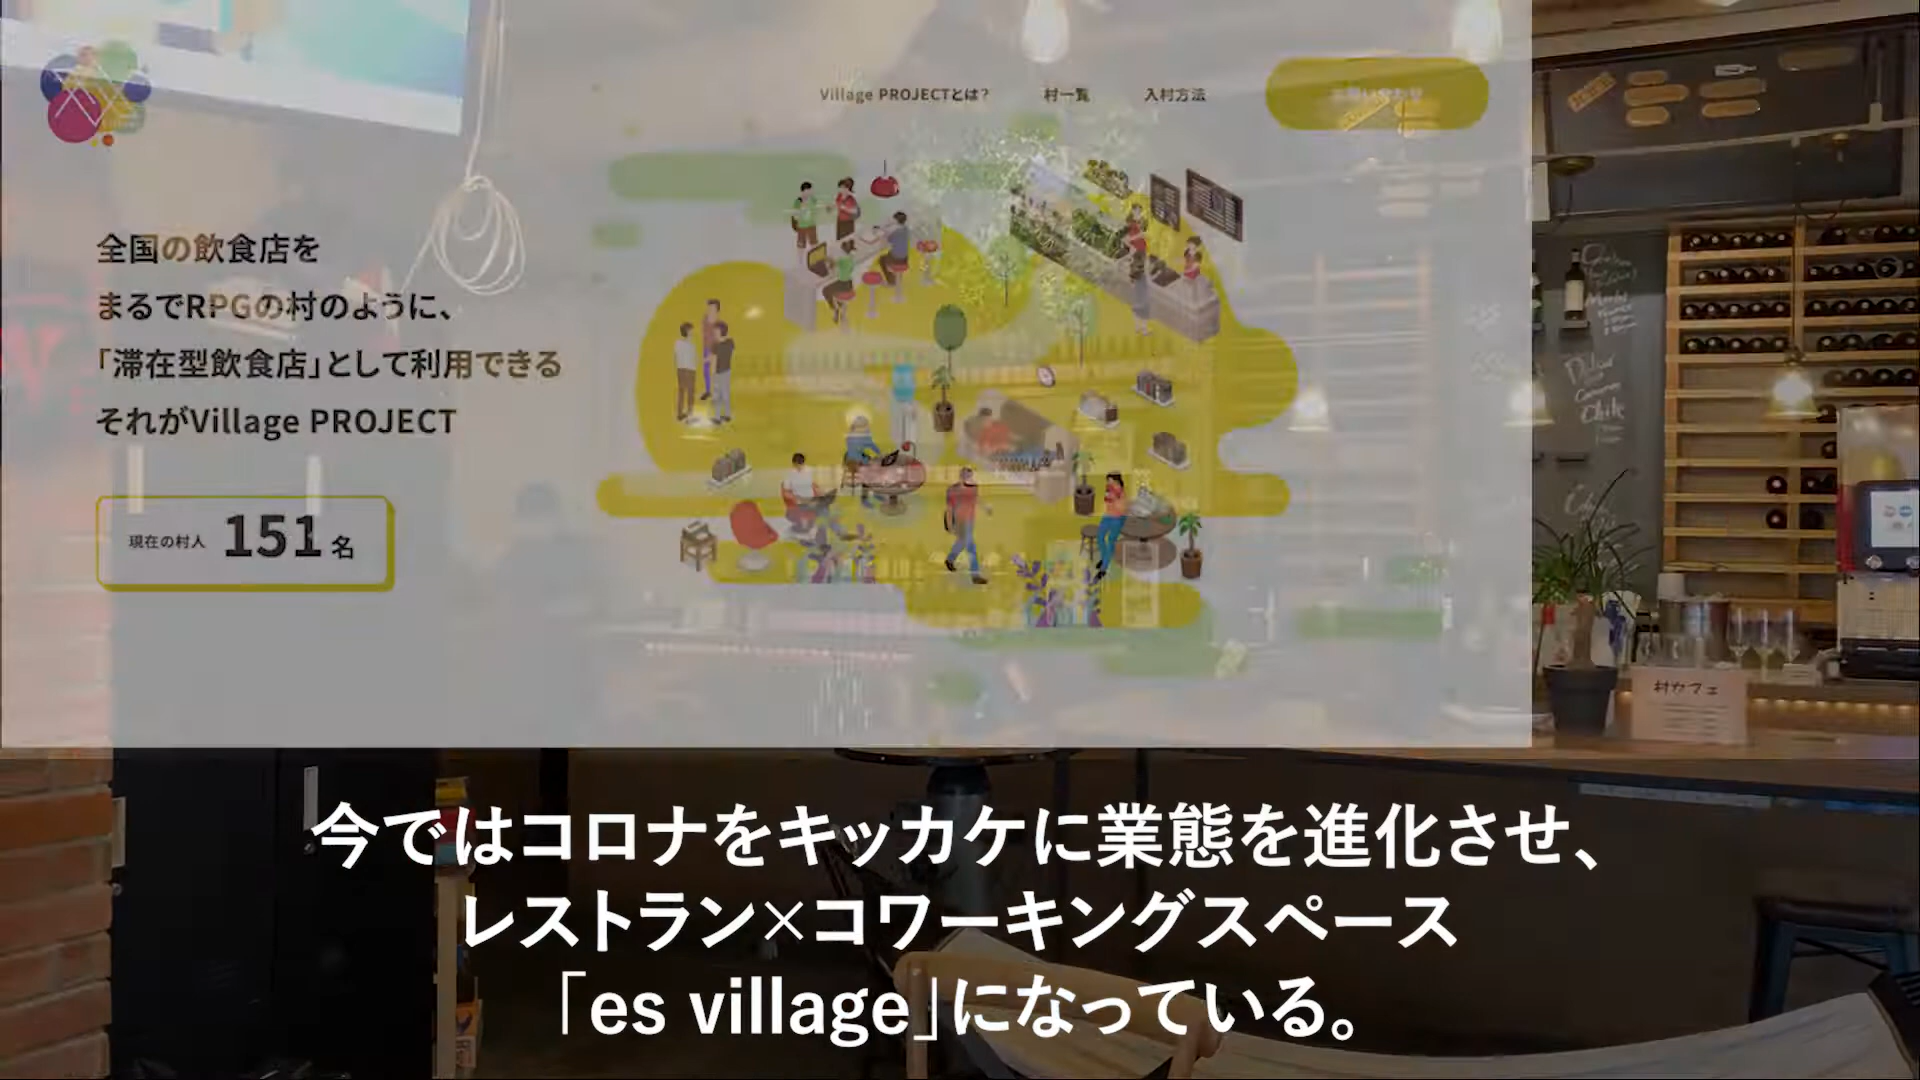 Village PROJECTとは?
村一覧
入村方法
全国の飲食店を
まるでRPGの村のように、
「滞在型飲食店」として利用できる
それがVillage PROJECT
現在の村人 151 名
村カフェ
今ではコロナをキッカケに業態を進化させ、
レストラン×コワーキングスペース
「es village」になっている。